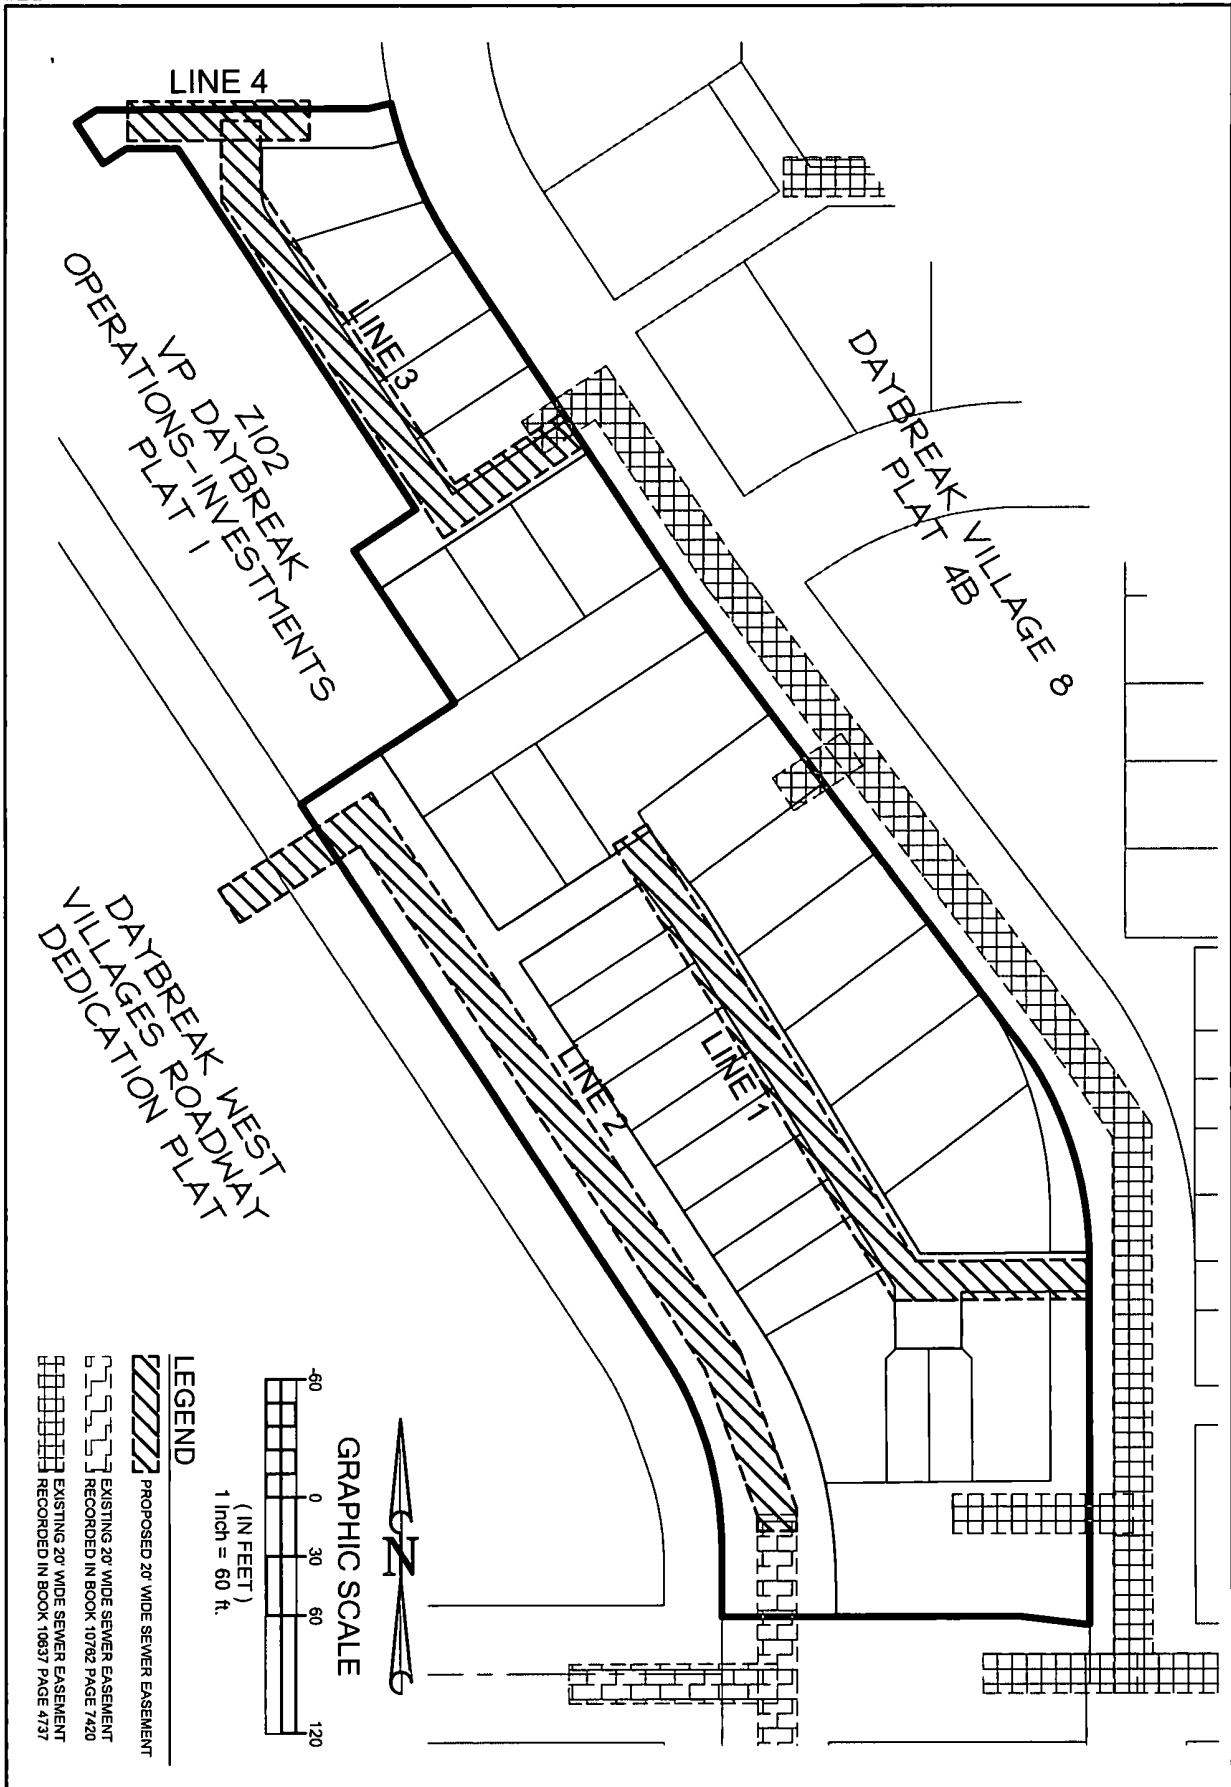 LINE 4
LINE 3
LINE 2
LINE 1
DAYBREAK VILLAGE 8
PLAT 4B
Z102
VP DAYBREAK
OPERATIONS-INVESTMENTS
PLAT 1
DAYBREAK WEST
VILLAGES ROADWAY
DEDICATION PLAT
N
GRAPHIC SCALE
-60 0 30 60 120
( IN FEET )
1 inch = 60 ft.
LEGEND
PROPOSED 20' WIDE SEWER EASEMENT
EXISTING 20' WIDE SEWER EASEMENT
RECORDED IN BOOK 10762 PAGE 7420
EXISTING 20' WIDE SEWER EASEMENT
RECORDED IN BOOK 10637 PAGE 4737